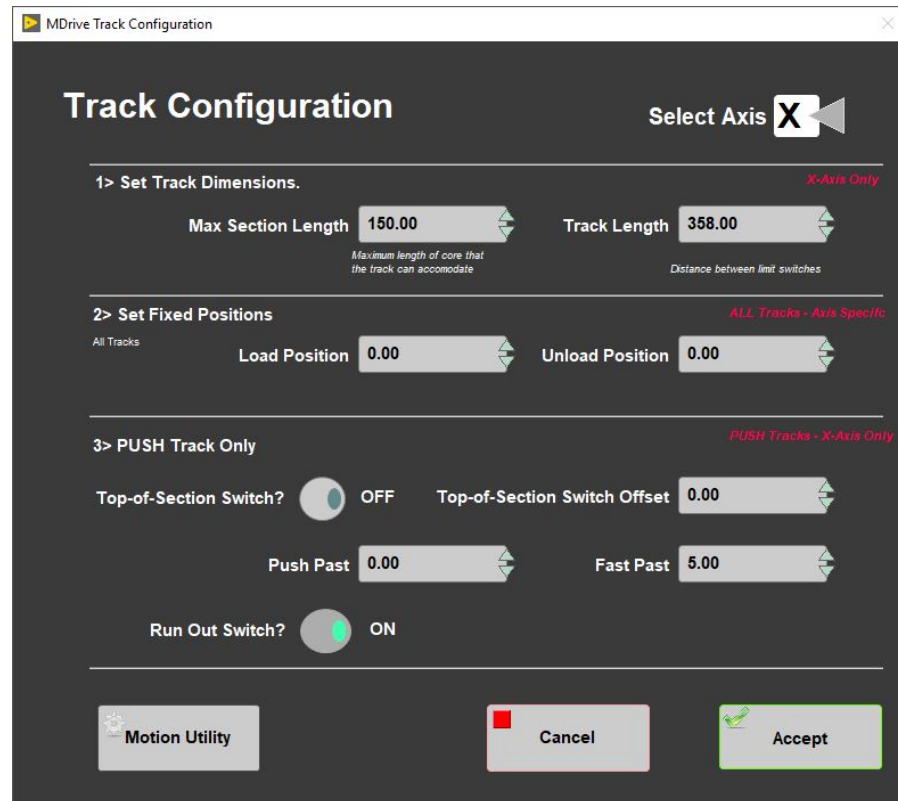 MDrive Track Configuration
Track Configuration
Select Axis X
1> Set Track Dimensions.
X-Axis Only
Max Section Length 150.00
Track Length 358.00
Maximum length of core that
the track can accomodate
Distance between limit switches
2> Set Fixed Positions
ALL Tracks - Axis Specifc
All Tracks
Load Position 0.00
Unload Position 0.00
3> PUSH Track Only
PUSH Tracks - X-Axis Only
Top-of-Section Switch? OFF
Top-of-Section Switch Offset 0.00
Push Past 0.00
Fast Past 5.00
Run Out Switch? ON
Motion Utility
Cancel
Accept